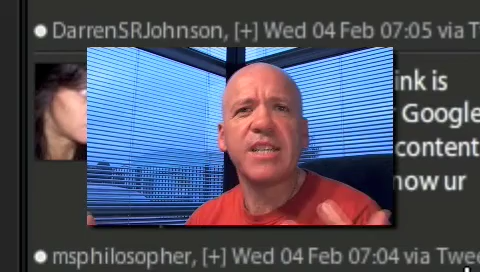 DarrenSRJohnson, [+] Wed 04 Feb 07:05 via T
ink is
Google
content
now ur
msphilosopher, [+] Wed 04 Feb 07:04 via Twee